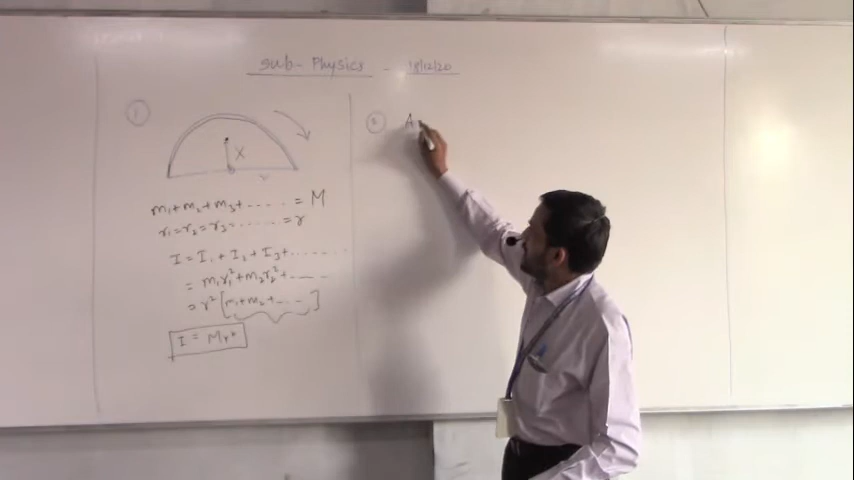 Sub- Physics - 18/12/20
①
X
r
m₁+m₂+m₃+...... = M
r₁=r₂=r₃=......=r
I=I₁+I₂+I₃+.......
= m₁r₁²+m₂r₂²+......
= r²[m₁+m₂+....]
I = Mr²
② A